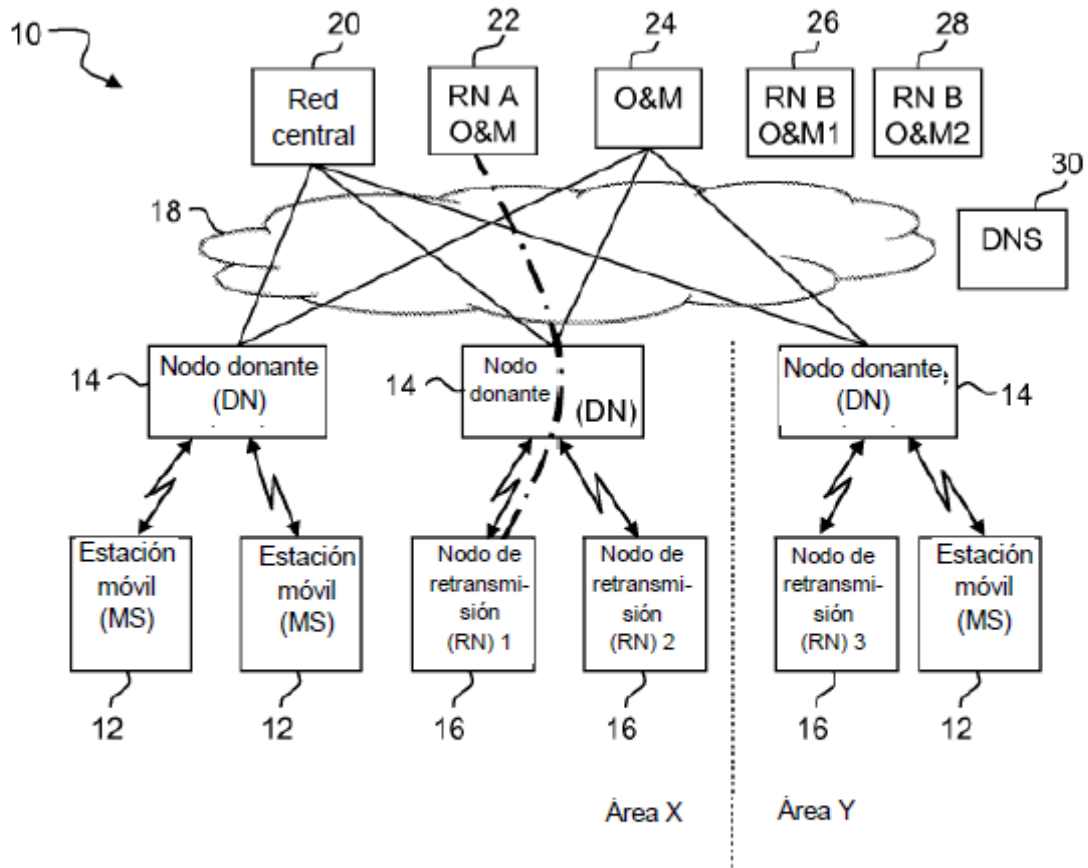 10
20
22
24
26
28
Red
central
RN A
O&M
O&M
RN B
O&M1
RN B
O&M2
30
DNS
18
14
Nodo donante
(DN)
14
Nodo
donante
(DN)
Nodo donante
(DN)
14
Estación
móvil
(MS)
Estación
móvil
(MS)
Nodo de
retransmi-
sión
(RN) 1
Nodo de
retransmi-
sión
(RN) 2
Nodo de
retransmi-
sión
(RN) 3
Estación
móvil
(MS)
12
12
16
16
16
12
Área X
Área Y